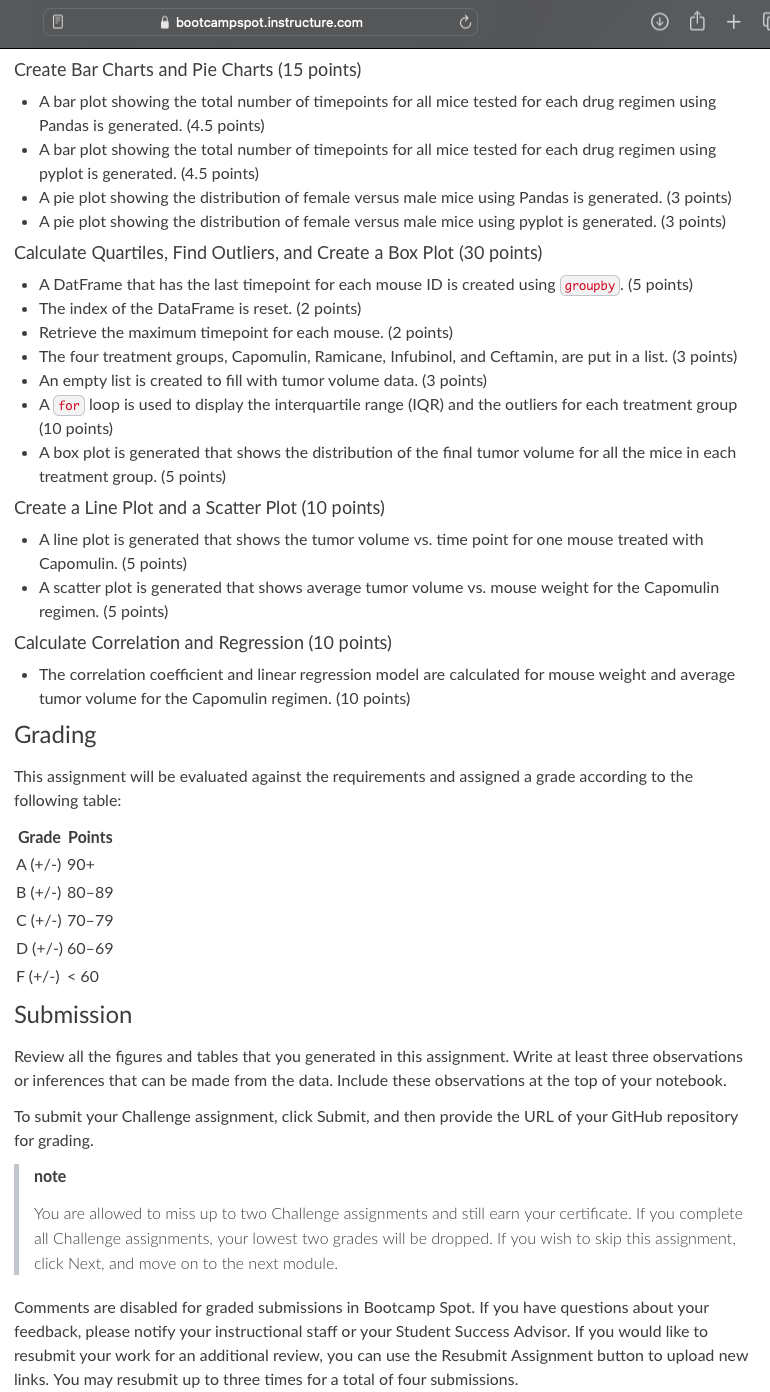 bootcampspot.instructure.com
Create Bar Charts and Pie Charts (15 points)
• A bar plot showing the total number of timepoints for all mice tested for each drug regimen using
Pandas is generated. (4.5 points)
• A bar plot showing the total number of timepoints for all mice tested for each drug regimen using
pyplot is generated. (4.5 points)
• A pie plot showing the distribution of female versus male mice using Pandas is generated. (3 points)
• A pie plot showing the distribution of female versus male mice using pyplot is generated. (3 points)
Calculate Quartiles, Find Outliers, and Create a Box Plot (30 points)
• A DatFrame that has the last timepoint for each mouse ID is created using groupby. (5 points)
• The index of the DataFrame is reset. (2 points)
• Retrieve the maximum timepoint for each mouse. (2 points)
• The four treatment groups, Capomulin, Ramicane, Infubinol, and Ceftamin, are put in a list. (3 points)
• An empty list is created to fill with tumor volume data. (3 points)
• A for loop is used to display the interquartile range (IQR) and the outliers for each treatment group
(10 points)
• A box plot is generated that shows the distribution of the final tumor volume for all the mice in each
treatment group. (5 points)
Create a Line Plot and a Scatter Plot (10 points)
• A line plot is generated that shows the tumor volume vs. time point for one mouse treated with
Capomulin. (5 points)
• A scatter plot is generated that shows average tumor volume vs. mouse weight for the Capomulin
regimen. (5 points)
Calculate Correlation and Regression (10 points)
• The correlation coefficient and linear regression model are calculated for mouse weight and average
tumor volume for the Capomulin regimen. (10 points)
Grading
This assignment will be evaluated against the requirements and assigned a grade according to the
following table:
Grade Points
A (+/-) 90+
B (+/-) 80–89
C (+/-) 70–79
D (+/-) 60–69
F (+/-) < 60
Submission
Review all the figures and tables that you generated in this assignment. Write at least three observations
or inferences that can be made from the data. Include these observations at the top of your notebook.
To submit your Challenge assignment, click Submit, and then provide the URL of your GitHub repository
for grading.
note
You are allowed to miss up to two Challenge assignments and still earn your certificate. If you complete
all Challenge assignments, your lowest two grades will be dropped. If you wish to skip this assignment,
click Next, and move on to the next module.
Comments are disabled for graded submissions in Bootcamp Spot. If you have questions about your
feedback, please notify your instructional staff or your Student Success Advisor. If you would like to
resubmit your work for an additional review, you can use the Resubmit Assignment button to upload new
links. You may resubmit up to three times for a total of four submissions.